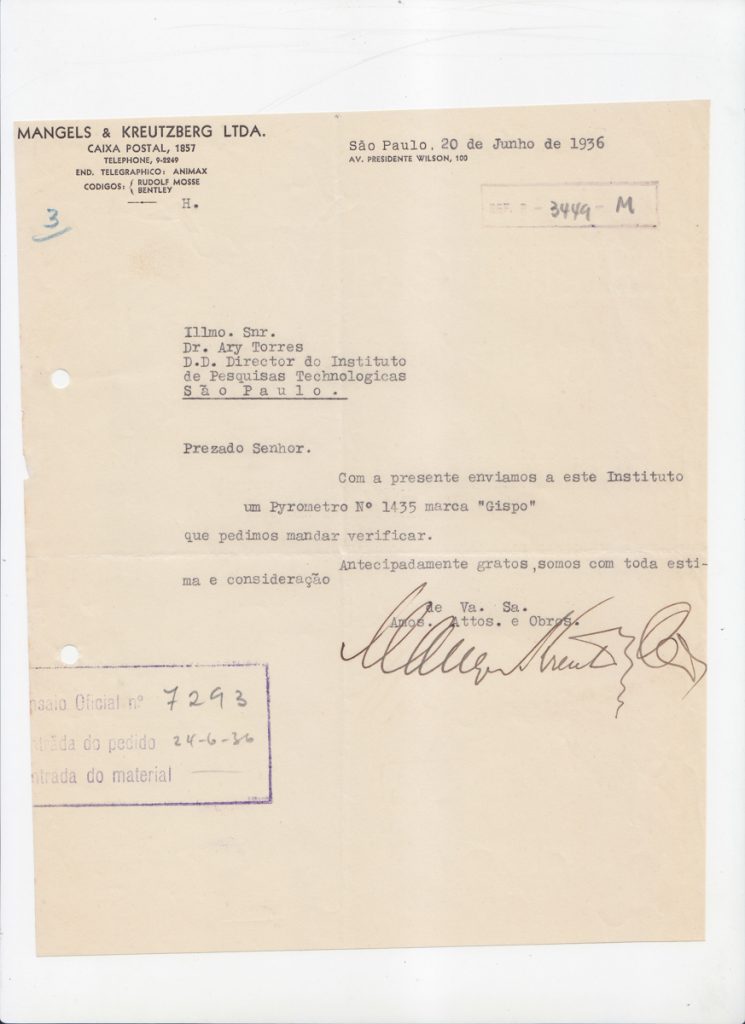 MANGELS & KREUTZBERG LTDA.
CAIXA POSTAL, 1857
TELEPHONE, 9-2249
END. TELEGRAPHICO: ANIMAX
CODIGOS: { RUDOLF MOSSE
BENTLEY
H.
São Paulo, 20 de Junho de 1936
AV. PRESIDENTE WILSON, 100
3449 - M
3
Illmo. Snr.
Dr. Ary Torres
D.D. Director do Instituto
de Pesquisas Technologicas
São Paulo.
Prezado Senhor.
Com a presente enviamos a este Instituto
um Pyrometro Nº 1435 marca "Gispo"
que pedimos mandar verificar.
Antecipadamente gratos,somos com toda esti-
ma e consideração
de Va. Sa.
Amos. Attos. e Obros.
Mangels Kreutzberg
nsaio Oficial nº 7293
ntrada do pedido 24-6-36
ntrada do material —